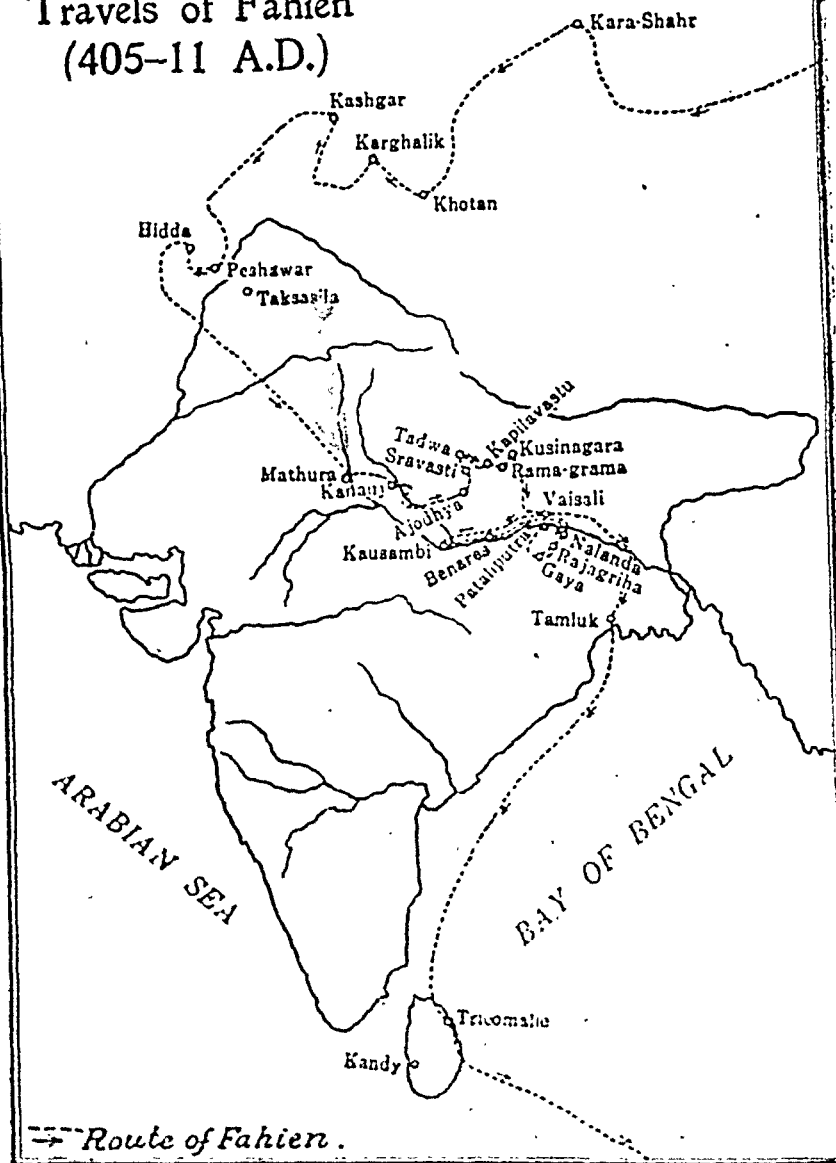 Travels of Fahien
(405–11 A.D.)
Kara-Shahr
Kashgar
Karghalik
Khotan
Hidda
Peshawar
Taksasila
Kapilavastu
Tadwa
Kusinagara
Sravasti
Rama-grama
Mathura
Kanauj
Vaisali
Ajodhya
Kausambi
Nalanda
Benares
Rajagriha
Pataliputra
Gaya
Tamluk
ARABIAN SEA
BAY OF BENGAL
Kandy
Route of Fahien.